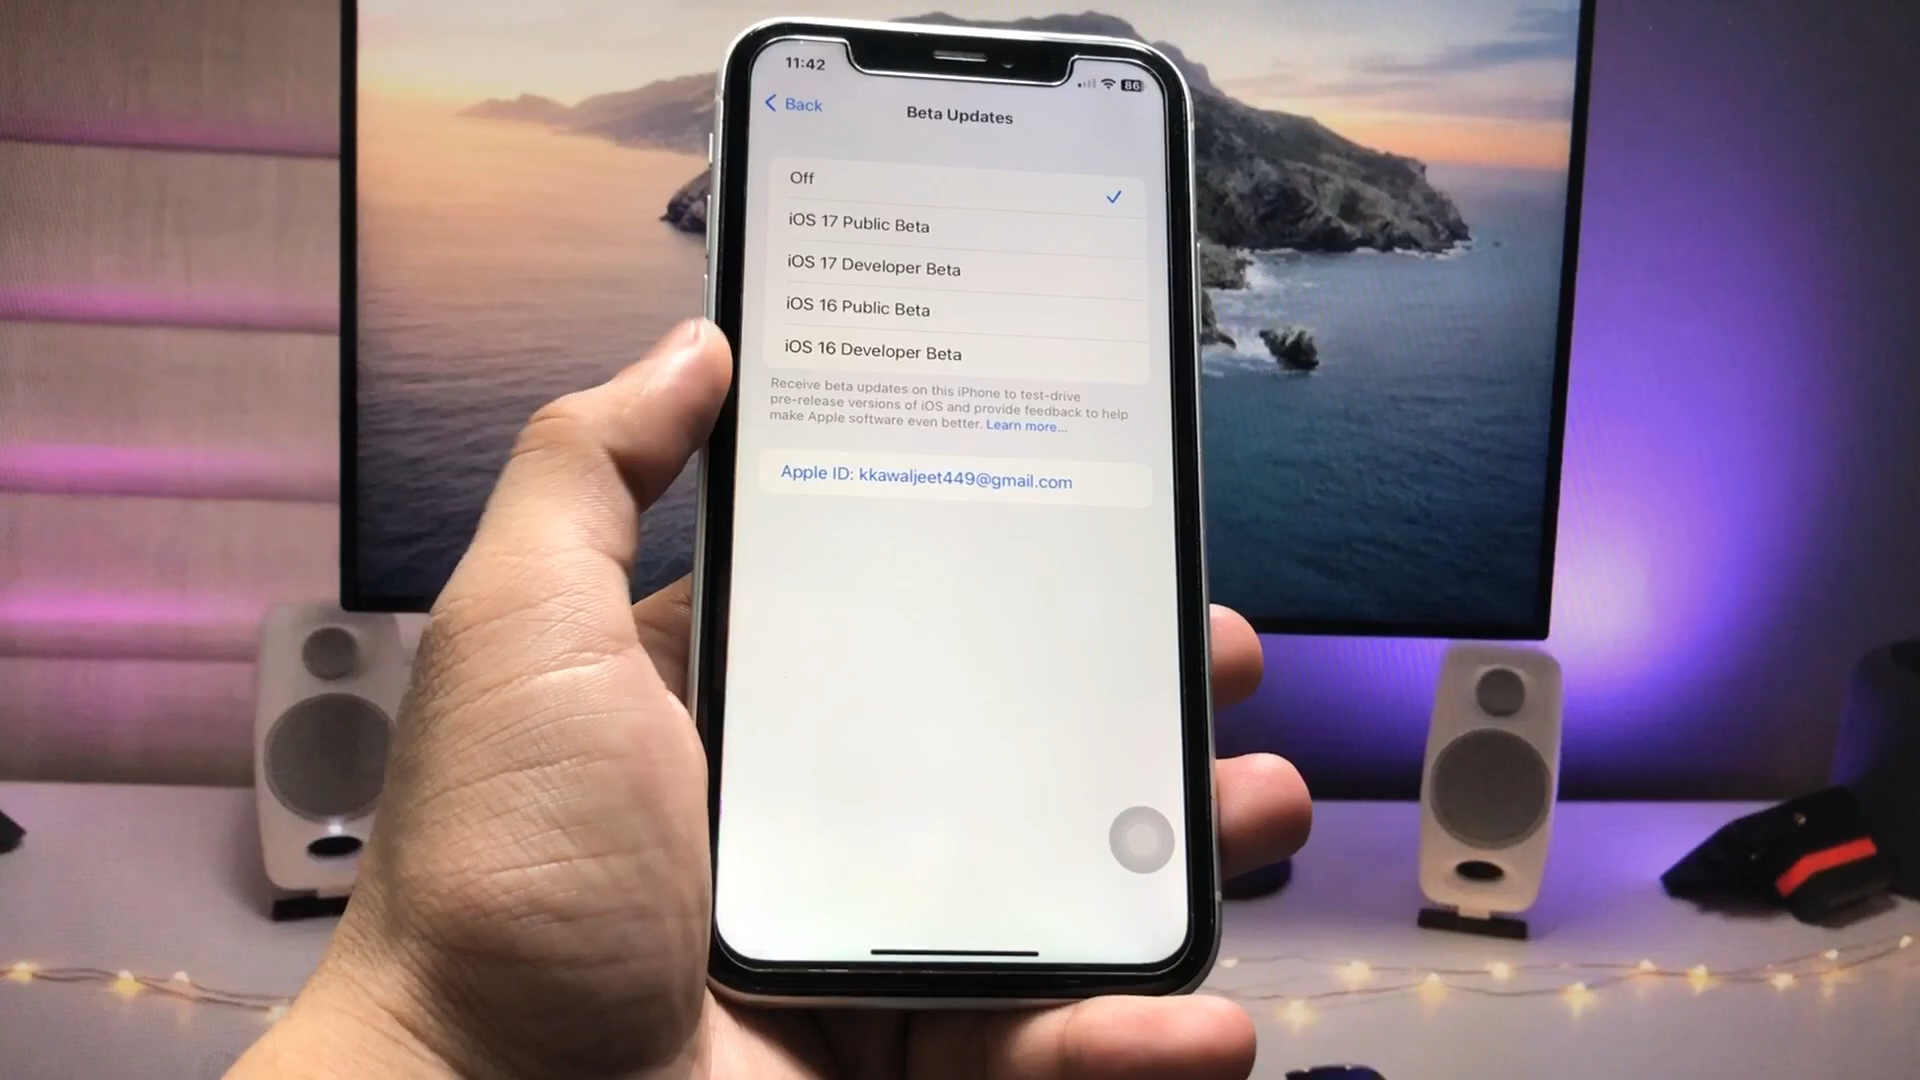 11:42
86
Back
Beta Updates
Off
iOS 17 Public Beta
iOS 17 Developer Beta
iOS 16 Public Beta
iOS 16 Developer Beta
Receive beta updates on this iPhone to test-drive
pre-release versions of iOS and provide feedback to help
make Apple software even better. Learn more...
Apple ID: kkawaljeet449@gmail.com